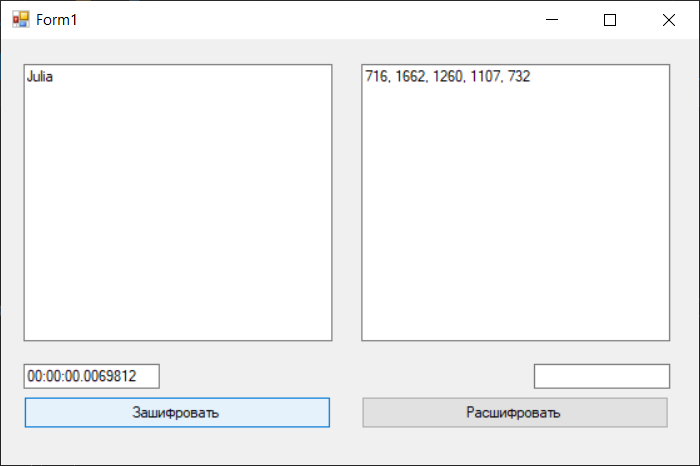 Form1
Julia
716, 1662, 1260, 1107, 732
00:00:00.0069812
Зашифровать
Расшифровать